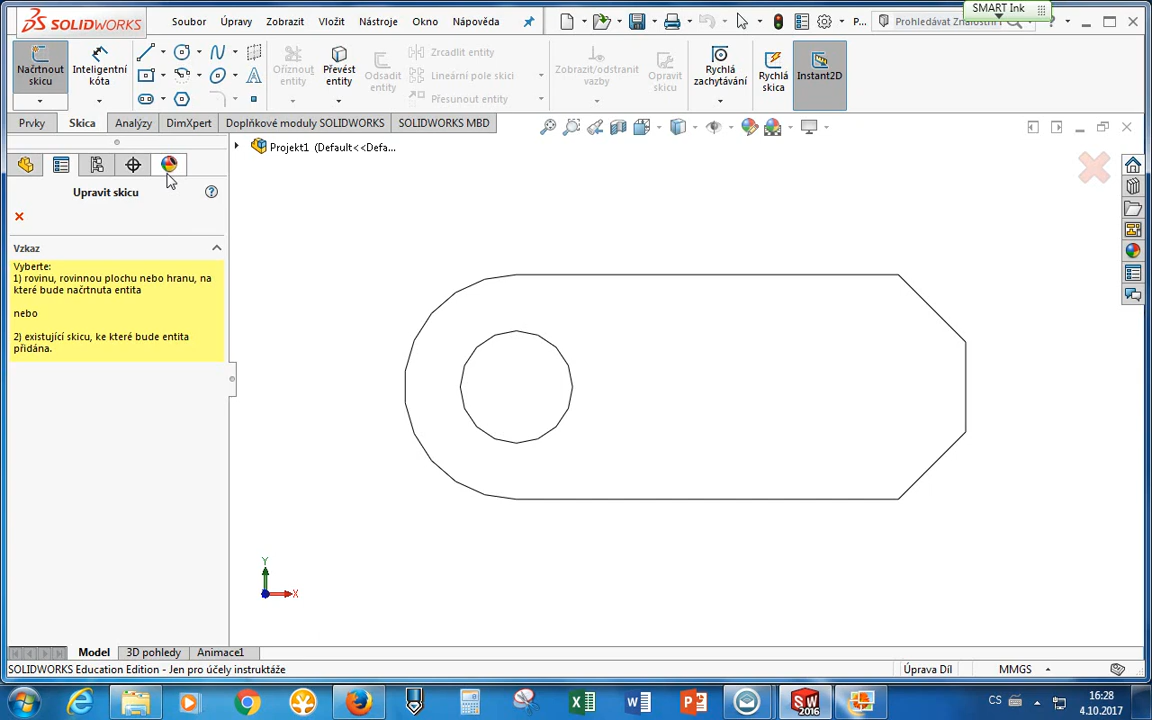 SOLIDWORKS
Soubor Úpravy Zobrazit Vložit Nástroje Okno Nápověda
P...
Prohledávat Znalostní
SMART Ink
Načrtnout skicu
Inteligentní kóta
Oříznout entity
Převést entity
Odsadit entity
Zrcadlit entity
Lineární pole skici
Přesunout entity
Zobrazit/odstranit vazby
Opravit skicu
Rychlá zachytávání
Rychlá skica
Instant2D
Prvky Skica Analýzy DimXpert Doplňkové moduly SOLIDWORKS SOLIDWORKS MBD
Projekt1 (Default<<Defa...
Upravit skicu
Vzkaz
Vyberte:
1) rovinu, rovinnou plochu nebo hranu, na
které bude načrtnuta entita
nebo
2) existující skicu, ke které bude entita
přidána.
Y
X
Model 3D pohledy Animace1
SOLIDWORKS Education Edition - Jen pro účely instruktáže
Úprava Díl
MMGS
SW
2016
CS
16:28
4.10.2017